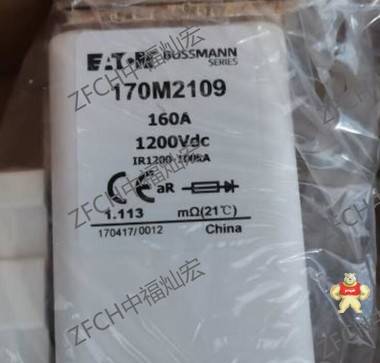 EATON BUSSMANN
SERIES
170M2109
160A
1200Vdc
IR1200-100kA
CE aR
1.113 mΩ(21℃)
170417/0012 China
ZFCH中福灿宏
ZFCH中福灿宏
ZFCH中福灿宏
ZFCH中福灿宏